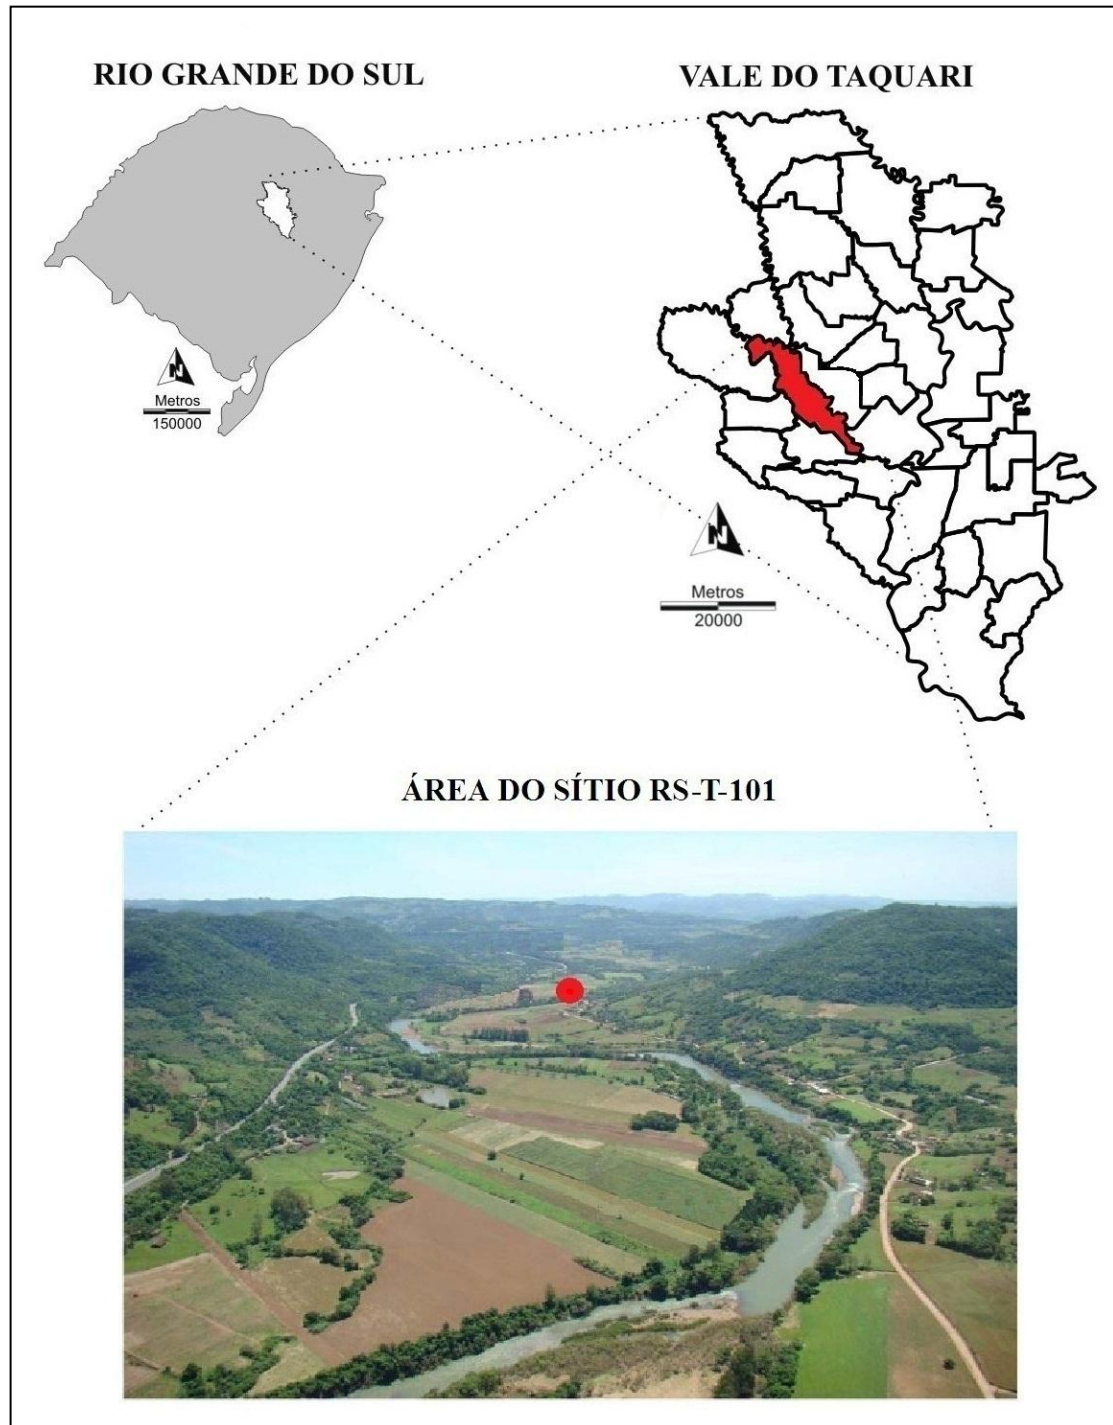 RIO GRANDE DO SUL
VALE DO TAQUARI
N
Metros
150000
N
Metros
20000
ÁREA DO SÍTIO RS-T-101